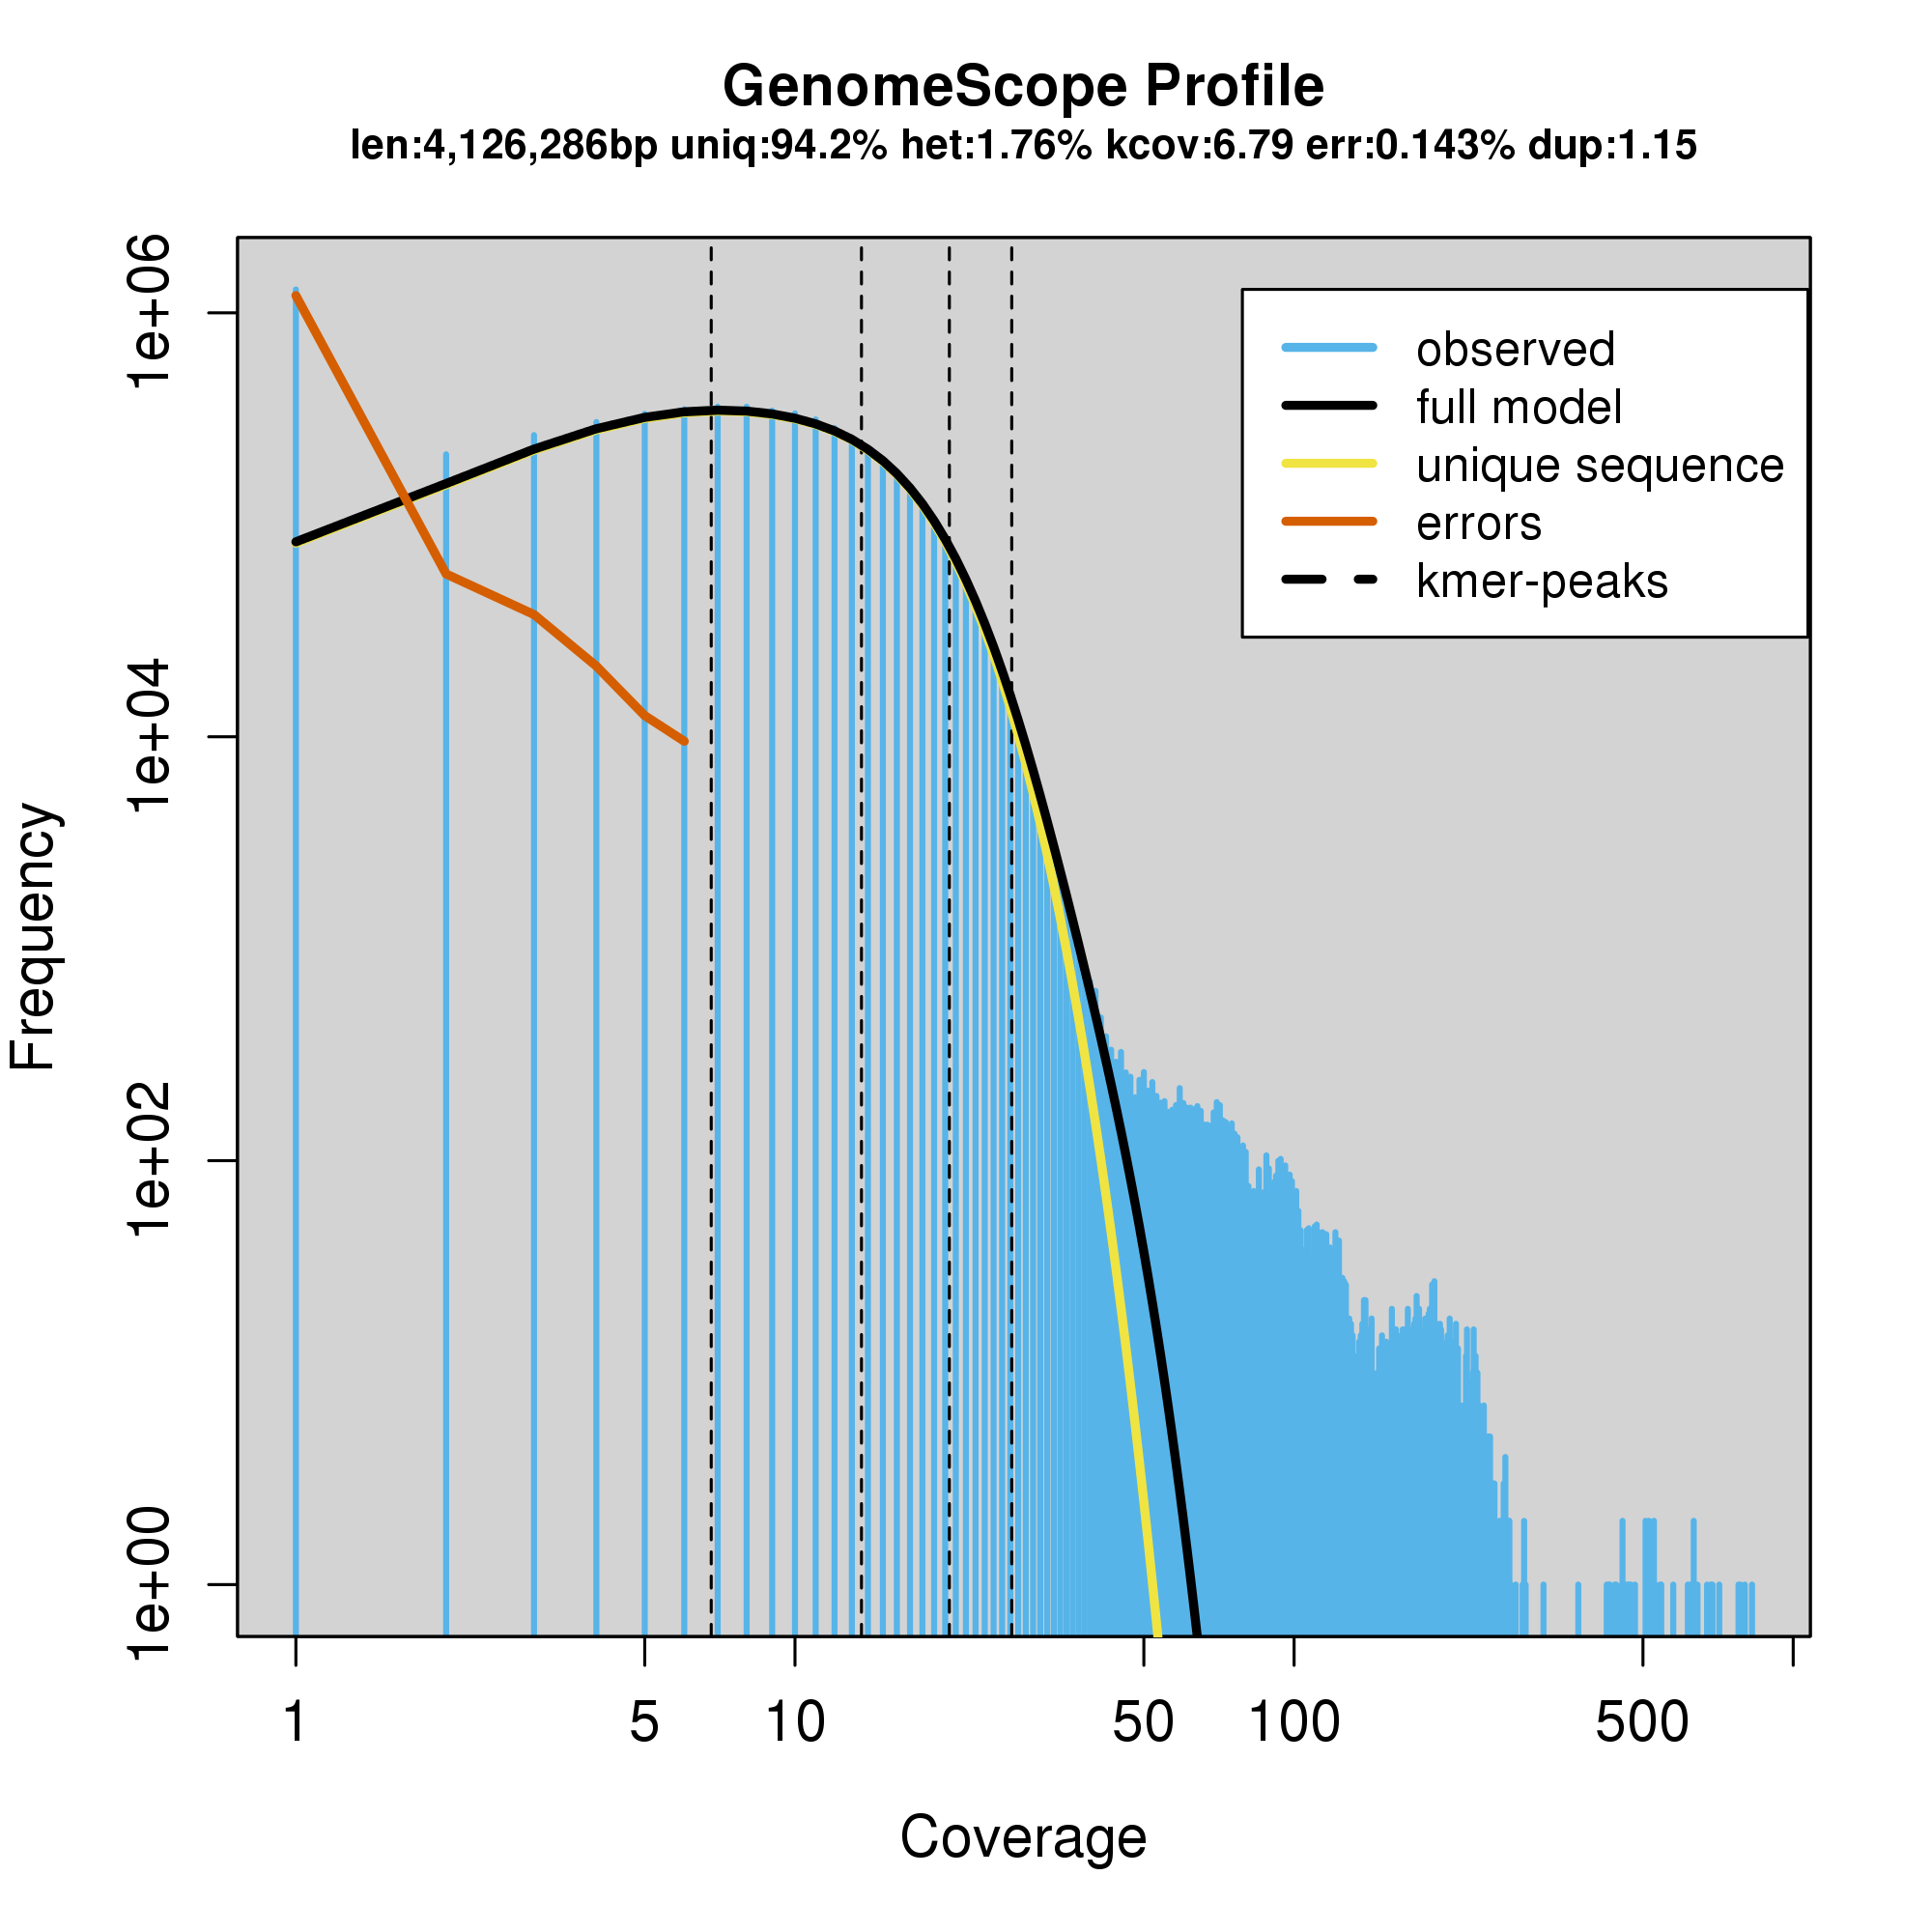 GenomeScope Profile
len:4,126,286bp uniq:94.2% het:1.76% kcov:6.79 err:0.143% dup:1.15
observed
full model
unique sequence
errors
kmer-peaks
Frequency
1e+06
1e+04
1e+02
1e+00
1 5 10 50 100 500
Coverage